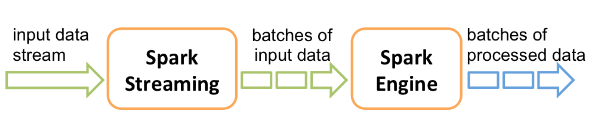 input data
stream
Spark
Streaming
batches of
input data
Spark
Engine
batches of
processed data